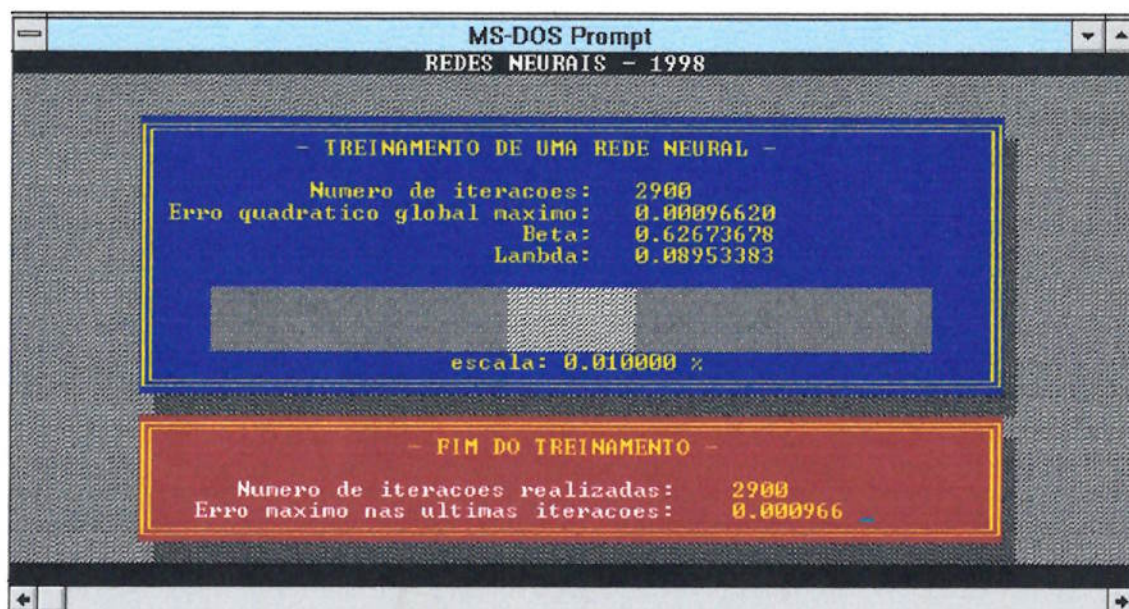 MS-DOS Prompt
REDES NEURAIS - 1998
- TREINAMENTO DE UMA REDE NEURAL -
Numero de iteracoes: 2900
Erro quadratico global maximo: 0.00096620
Beta: 0.62673678
Lambda: 0.08953383
escala: 0.010000 %
- FIM DO TREINAMENTO -
Numero de iteracoes realizadas: 2900
Erro maximo nas ultimas iteracoes: 0.000966 _